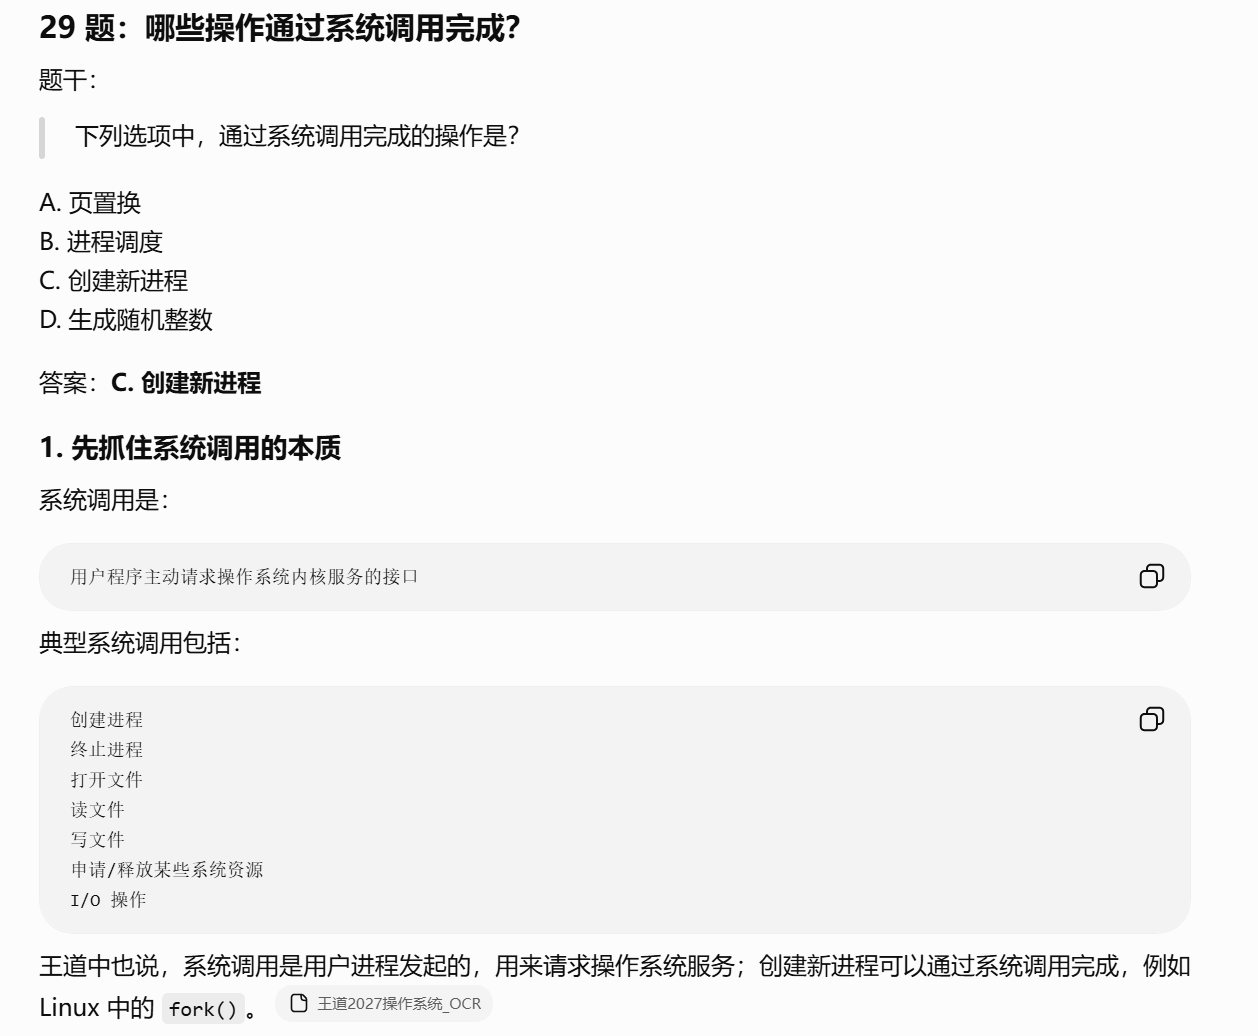 29 题：哪些操作通过系统调用完成？
题干：
下列选项中，通过系统调用完成的操作是？
A. 页置换
B. 进程调度
C. 创建新进程
D. 生成随机整数
答案：C. 创建新进程
1. 先抓住系统调用的本质
系统调用是：
用户程序主动请求操作系统内核服务的接口
典型系统调用包括：
创建进程
终止进程
打开文件
读文件
写文件
申请/释放某些系统资源
I/O 操作
王道中也说，系统调用是用户进程发起的，用来请求操作系统服务；创建新进程可以通过系统调用完成，例如
Linux 中的 fork() 。 王道2027操作系统_OCR